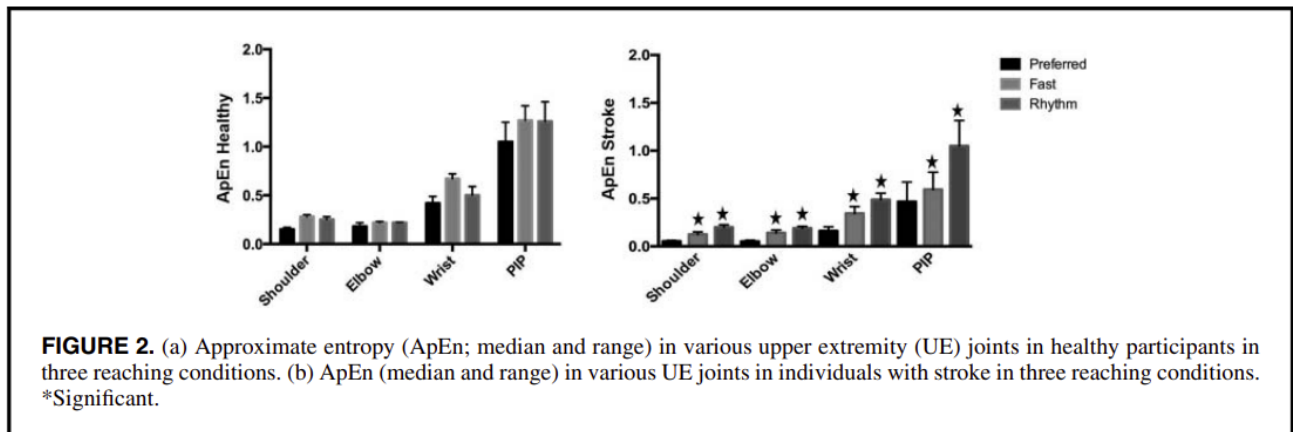 2.0
1.5
1.0
0.5
0.0
ApEn Healthy
Shoulder
Elbow
Wrist
PIP
2.0
1.5
1.0
0.5
0.0
ApEn Stroke
Shoulder
Elbow
Wrist
PIP
Preferred
Fast
Rhythm
FIGURE 2. (a) Approximate entropy (ApEn; median and range) in various upper extremity (UE) joints in healthy participants in
three reaching conditions. (b) ApEn (median and range) in various UE joints in individuals with stroke in three reaching conditions.
*Significant.